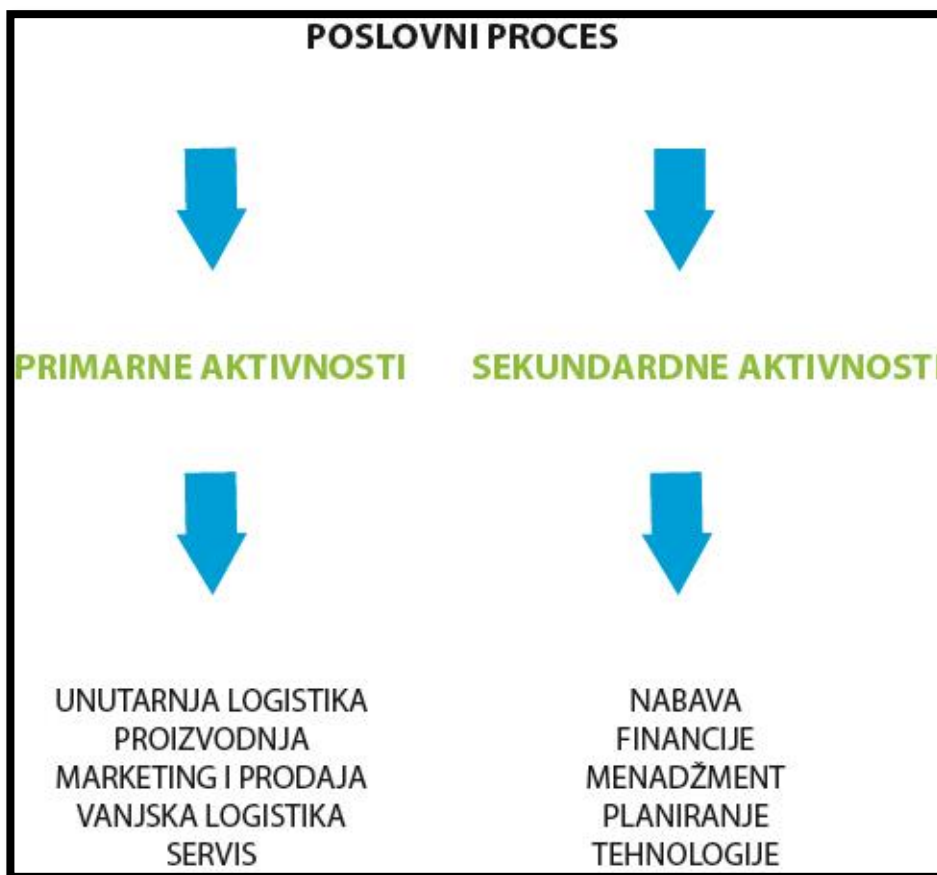 POSLOVNI PROCES
PRIMARNE AKTIVNOSTI
SEKUNDARDNE AKTIVNOSTI
UNUTARNJA LOGISTIKA
PROIZVODNJA
MARKETING I PRODAJA
VANJSKA LOGISTIKA
SERVIS
NABAVA
FINANCIJE
MENADŽMENT
PLANIRANJE
TEHNOLOGIJE